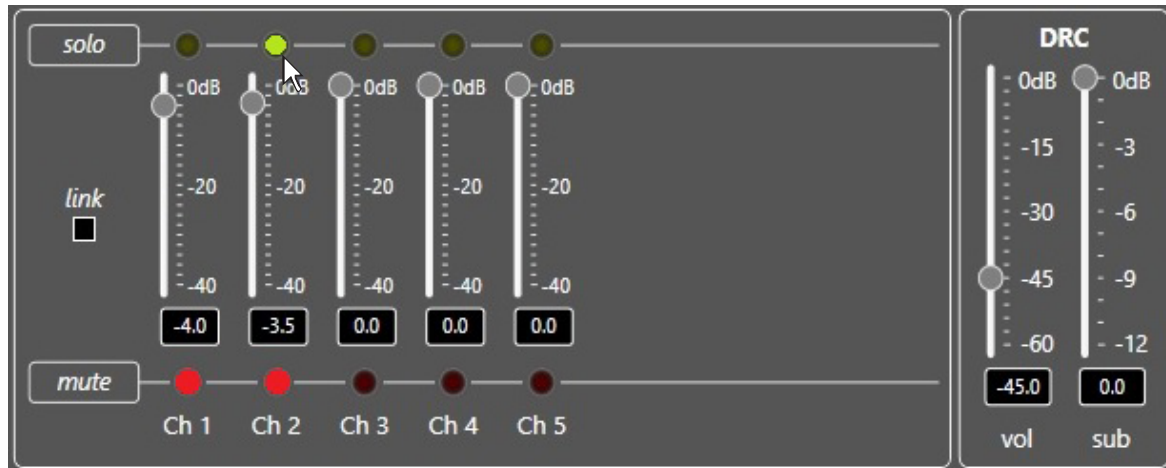 solo
DRC
0dB 0dB 0dB 0dB 0dB
0dB 0dB
-15 -3
-20 -20 -20 -20 -20
link
-30 -6
-45 -9
-40 -40 -40 -40 -40
-4.0 -3.5 0.0 0.0 0.0
-60 -12
mute
-45.0 0.0
Ch 1 Ch 2 Ch 3 Ch 4 Ch 5
vol sub